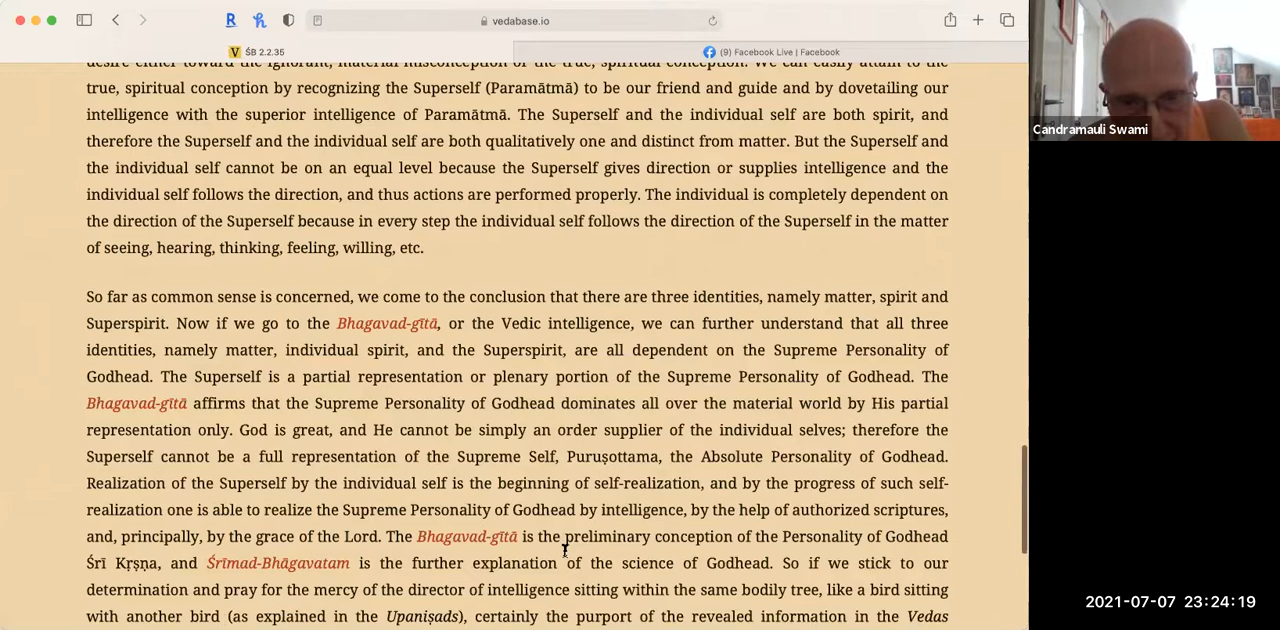 vedabase.io
ŚB 2.2.35
(9) Facebook Live | Facebook
desire either toward the ignorant, material misconception or the true, spiritual conception. We can easily attain to the
true, spiritual conception by recognizing the Superself (Paramātmā) to be our friend and guide and by dovetailing our
intelligence with the superior intelligence of Paramātmā. The Superself and the individual self are both spirit, and
therefore the Superself and the individual self are both qualitatively one and distinct from matter. But the Superself and
the individual self cannot be on an equal level because the Superself gives direction or supplies intelligence and the
individual self follows the direction, and thus actions are performed properly. The individual is completely dependent on
the direction of the Superself because in every step the individual self follows the direction of the Superself in the matter
of seeing, hearing, thinking, feeling, willing, etc.
So far as common sense is concerned, we come to the conclusion that there are three identities, namely matter, spirit and
Superspirit. Now if we go to the Bhagavad-gītā, or the Vedic intelligence, we can further understand that all three
identities, namely matter, individual spirit, and the Superspirit, are all dependent on the Supreme Personality of
Godhead. The Superself is a partial representation or plenary portion of the Supreme Personality of Godhead. The
Bhagavad-gītā affirms that the Supreme Personality of Godhead dominates all over the material world by His partial
representation only. God is great, and He cannot be simply an order supplier of the individual selves; therefore the
Superself cannot be a full representation of the Supreme Self, Puruṣottama, the Absolute Personality of Godhead.
Realization of the Superself by the individual self is the beginning of self-realization, and by the progress of such self-
realization one is able to realize the Supreme Personality of Godhead by intelligence, by the help of authorized scriptures,
and, principally, by the grace of the Lord. The Bhagavad-gītā is the preliminary conception of the Personality of Godhead
Śrī Kṛṣṇa, and Śrīmad-Bhāgavatam is the further explanation of the science of Godhead. So if we stick to our
determination and pray for the mercy of the director of intelligence sitting within the same bodily tree, like a bird sitting
with another bird (as explained in the Upaniṣads), certainly the purport of the revealed information in the Vedas
Candramauli Swami
2021-07-07 23:24:19